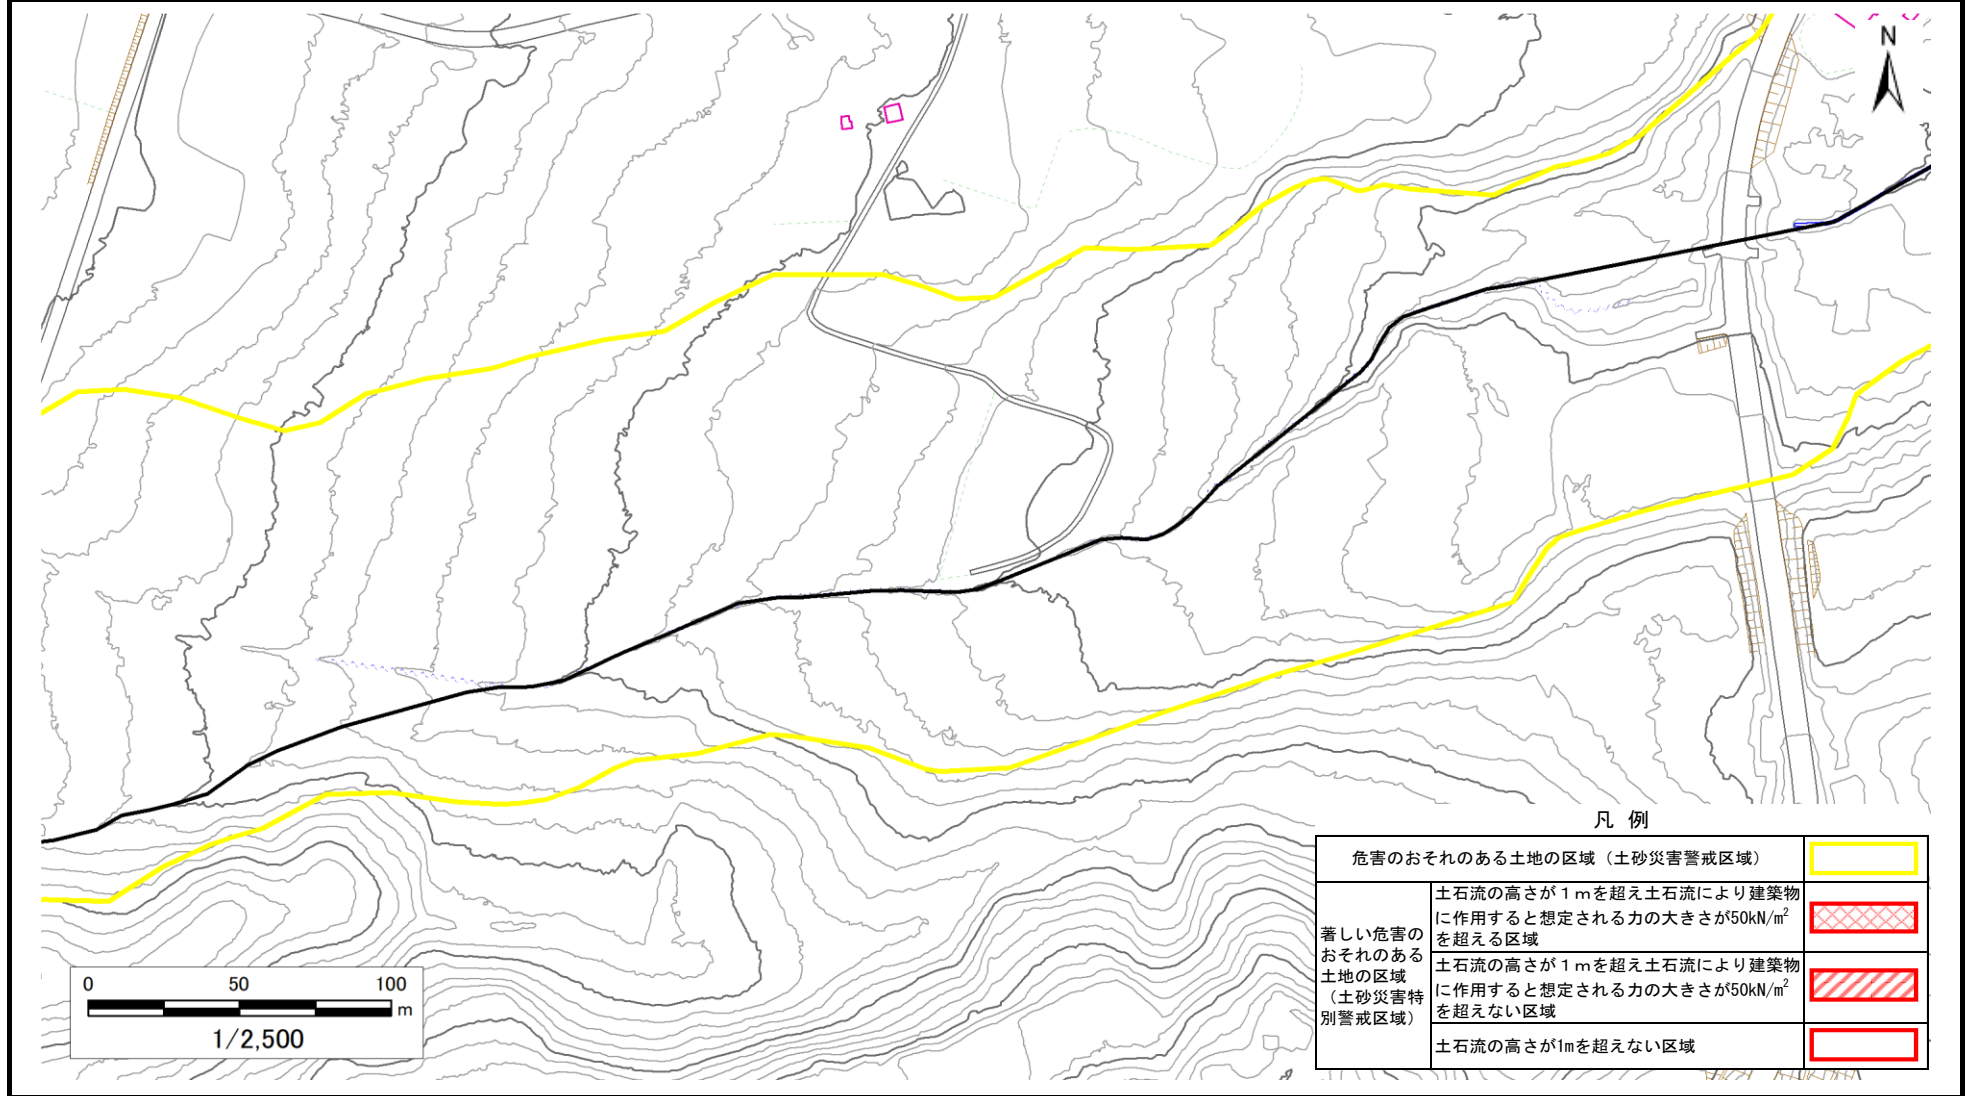 N
凡 例
危害のおそれのある土地の区域（土砂災害警戒区域）
著しい危害の
おそれのある
土地の区域
（土砂災害特
別警戒区域）
土石流の高さが１ｍを超え土石流により建築物
に作用すると想定される力の大きさが50kN/m²
を超える区域
土石流の高さが１ｍを超え土石流により建築物
に作用すると想定される力の大きさが50kN/m²
を超えない区域
土石流の高さが1mを超えない区域
0 50 100
m
1/2,500